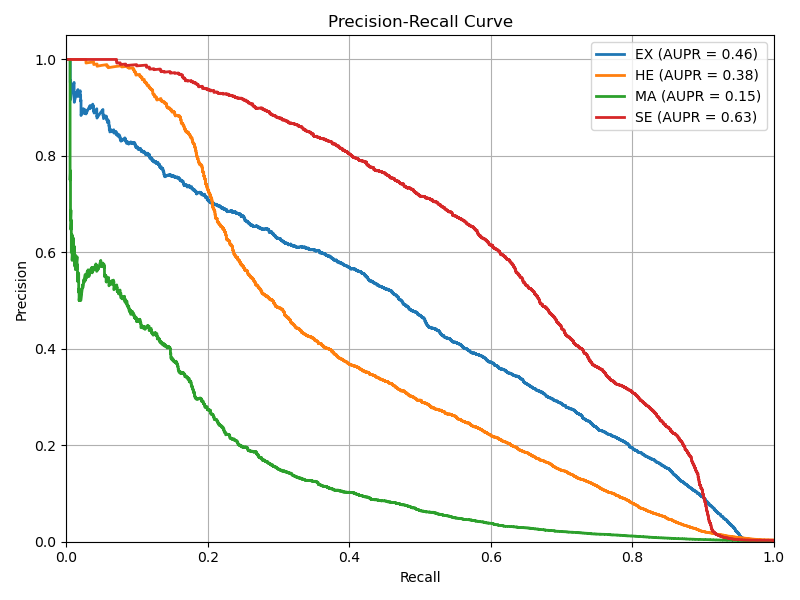 Precision-Recall Curve
EX (AUPR = 0.46)
HE (AUPR = 0.38)
MA (AUPR = 0.15)
SE (AUPR = 0.63)
Precision
1.0
0.8
0.6
0.4
0.2
0.0
0.0 0.2 0.4 0.6 0.8 1.0
Recall